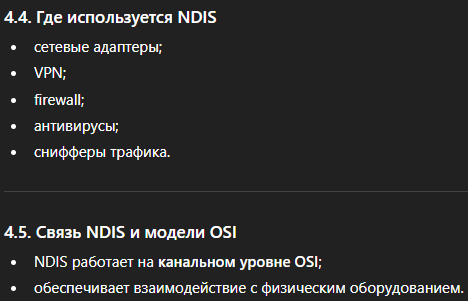 4.4. Где используется NDIS
• сетевые адаптеры;
• VPN;
• firewall;
• антивирусы;
• снифферы трафика.
4.5. Связь NDIS и модели OSI
• NDIS работает на канальном уровне OSI;
• обеспечивает взаимодействие с физическим оборудованием.